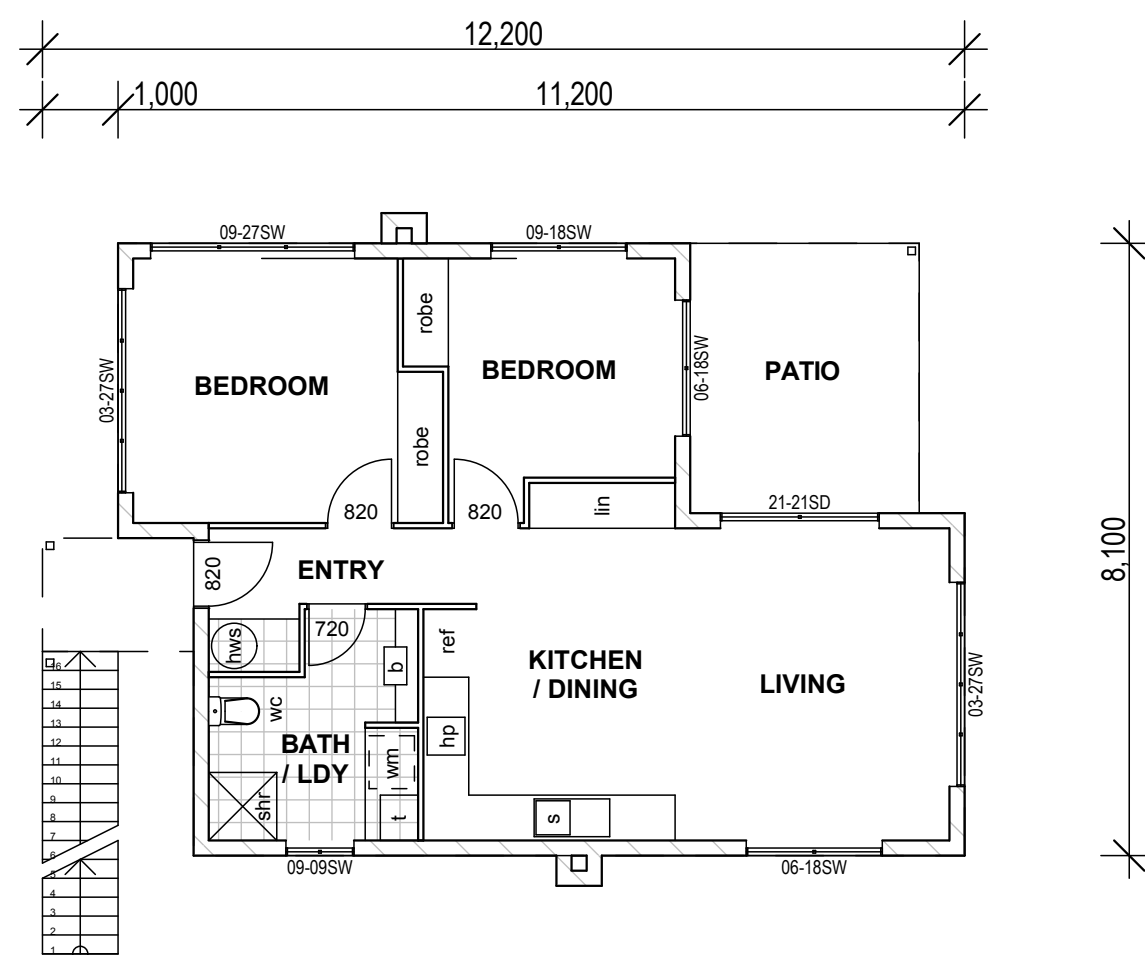 12,200
1,000
11,200
09-27SW
09-18SW
03-27SW
robe
BEDROOM
BEDROOM
06-18SW
PATIO
robe
820
820
lin
21-21SD
8,100
820
ENTRY
hws
720
ref
KITCHEN
/ DINING
LIVING
03-27SW
b
wc
hp
BATH
/ LDY
wm
shr
t
s
09-09SW
06-18SW
16
15
14
13
12
11
10
9
8
7
6
5
4
3
2
1